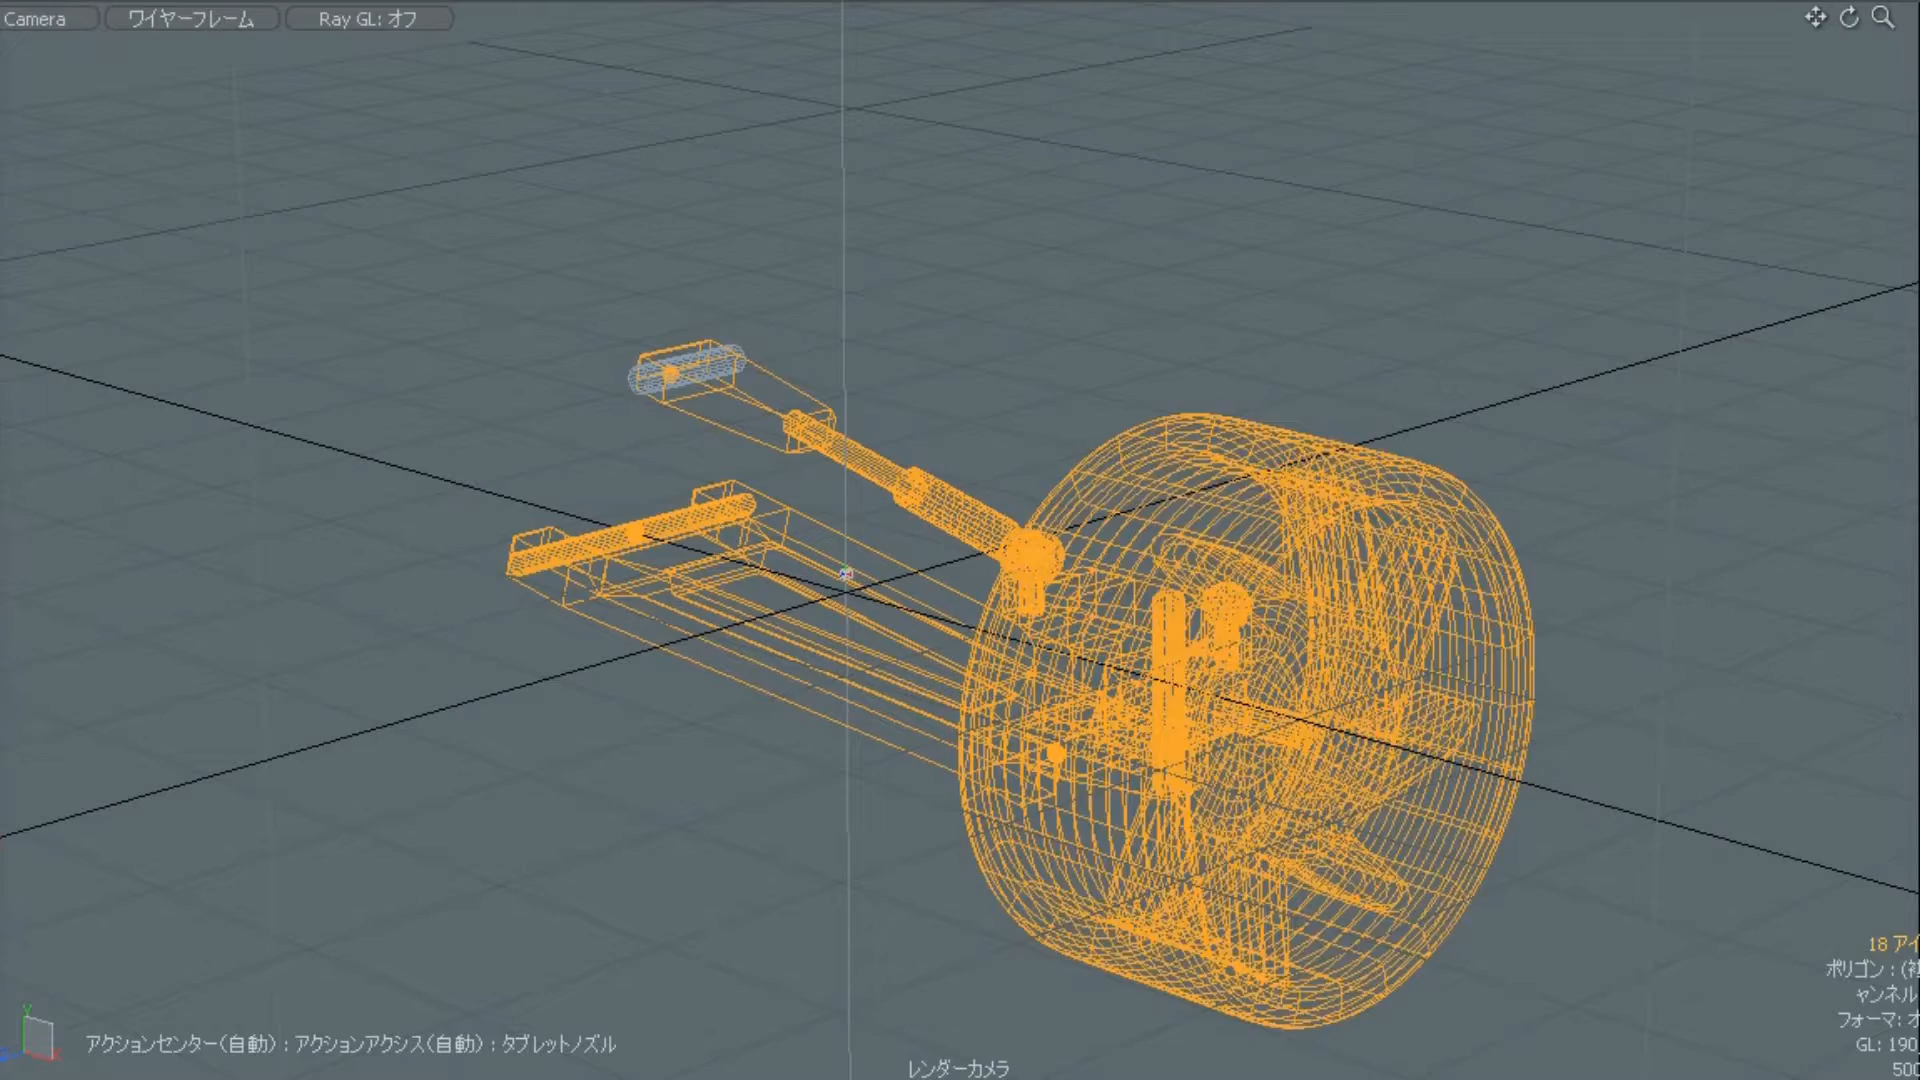 Camera ワイヤーフレーム Ray GL: オフ
18 アイ
ポリゴン : (補
ャンネル
フォーマ: オ
GL: 190
500
アクションセンター(自動) : アクションアクシス(自動) : タブレットノズル
レンダーカメラ
Y